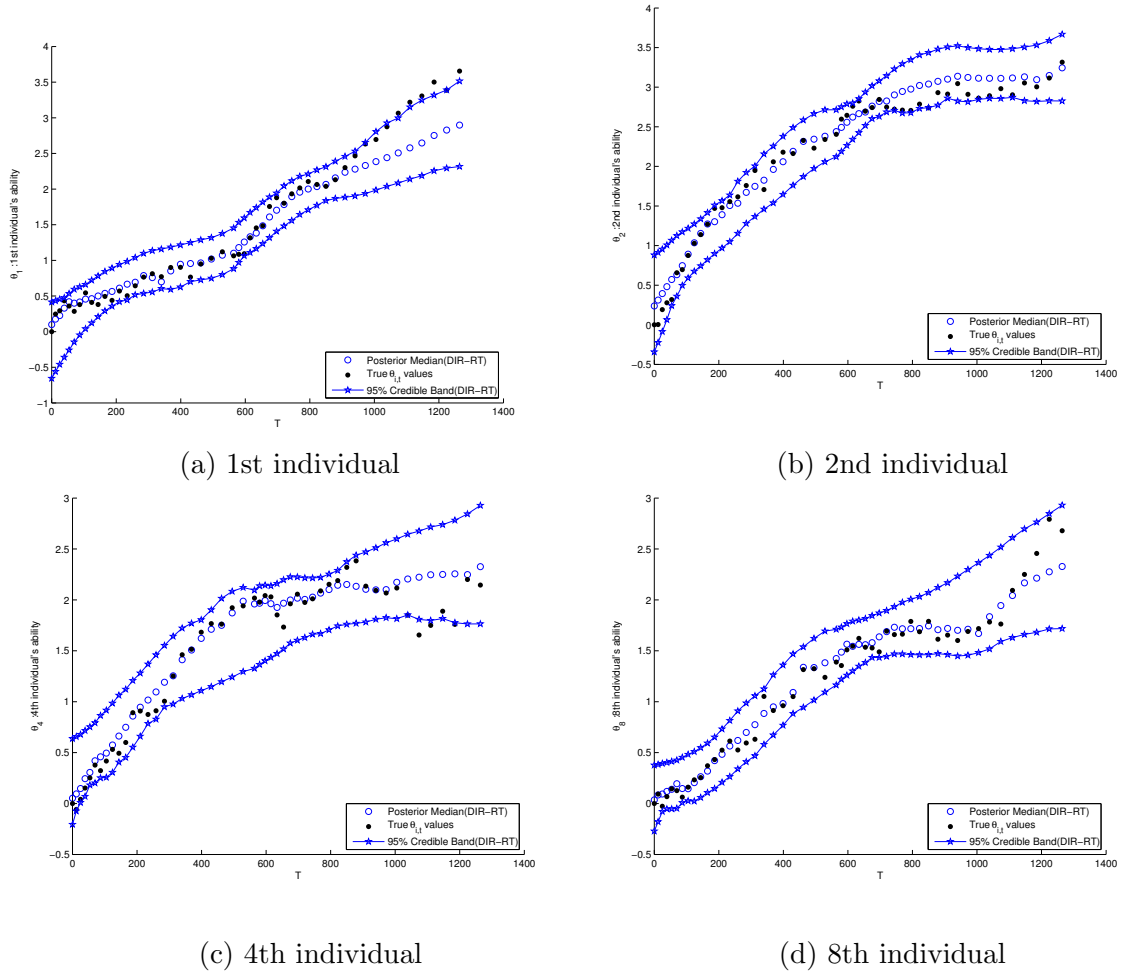 4
3.5
3
2.5
2
1.5
1
0.5
0
−0.5
−1
0 200 400 600 800 1000 1200 1400
T
θ1 :1st individual's ability
Posterior Median(DIR−RT)
True θi,t values
95% Credible Band(DIR−RT)
(a) 1st individual
4
3.5
3
2.5
2
1.5
1
0.5
0
−0.5
0 200 400 600 800 1000 1200 1400
T
θ2 :2nd individual's ability
Posterior Median(DIR−RT)
True θi,t values
95% Credible Band(DIR−RT)
(b) 2nd individual
3
2.5
2
1.5
1
0.5
0
−0.5
0 200 400 600 800 1000 1200 1400
T
θ4 :4th individual's ability
Posterior Median(DIR−RT)
True θi,t values
95% Credible Band(DIR−RT)
(c) 4th individual
3
2.5
2
1.5
1
0.5
0
−0.5
0 200 400 600 800 1000 1200 1400
T
θ8 :8th individual's ability
Posterior Median(DIR−RT)
True θi,t values
95% Credible Band(DIR−RT)
(d) 8th individual